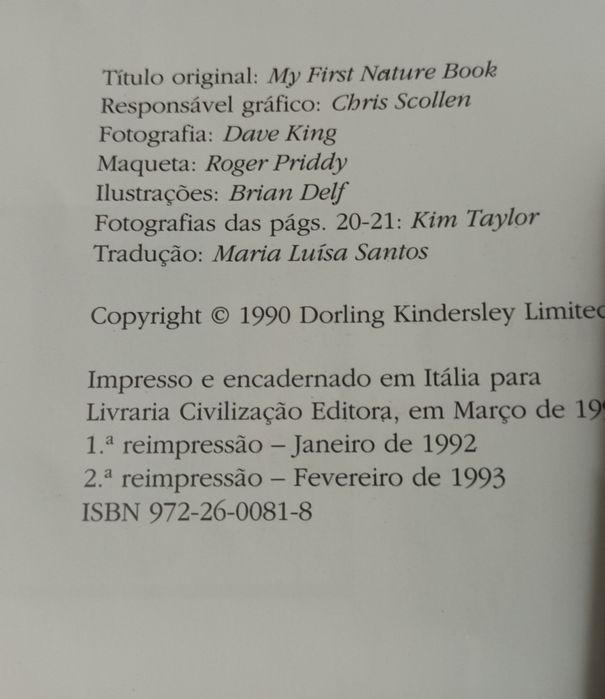 Título original: My First Nature Book
Responsável gráfico: Chris Scollen
Fotografia: Dave King
Maqueta: Roger Priddy
Ilustrações: Brian Delf
Fotografias das págs. 20-21: Kim Taylor
Tradução: Maria Luísa Santos
Copyright © 1990 Dorling Kindersley Limited
Impresso e encadernado em Itália para
Livraria Civilização Editora, em Março de
1.ª reimpressão – Janeiro de 1992
2.ª reimpressão – Fevereiro de 1993
ISBN 972-26-0081-8